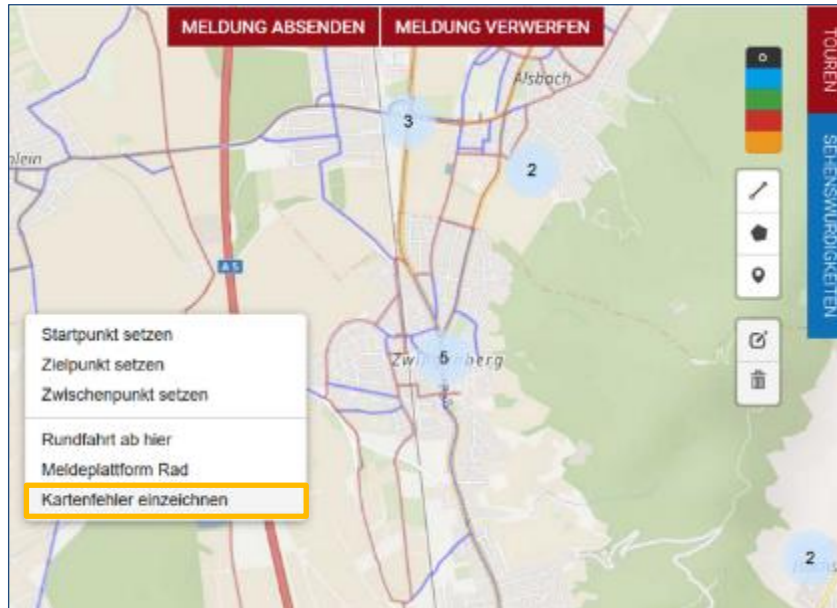 MELDUNG ABSENDEN
MELDUNG VERWERFEN
TOUREN
SEHENSWÜRDIGKEITEN
Alsbach
3
2
A 5
5
Startpunkt setzen
Zielpunkt setzen
Zwischenpunkt setzen
Rundfahrt ab hier
Meldeplattform Rad
Kartenfehler einzeichnen
2